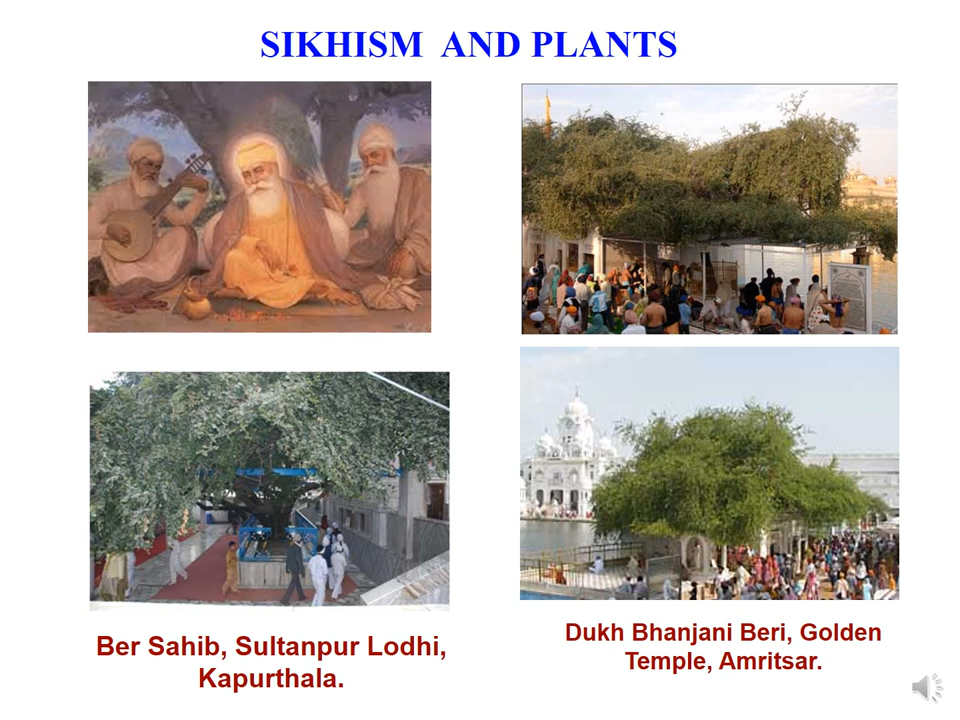 SIKHISM AND PLANTS
Ber Sahib, Sultanpur Lodhi,
Kapurthala.
Dukh Bhanjani Beri, Golden
Temple, Amritsar.